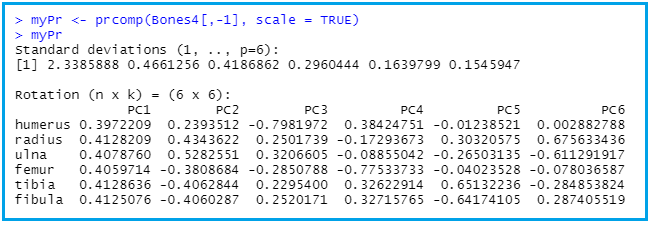 > myPr <- prcomp(Bones4[,-1], scale = TRUE)
> myPr
Standard deviations (1, .., p=6):
[1] 2.3385888 0.4661256 0.4186862 0.2960444 0.1639799 0.1545947
Rotation (n x k) = (6 x 6):
PC1 PC2 PC3 PC4 PC5 PC6
humerus 0.3972209 0.2393512 -0.7981972 0.38424751 -0.01238521 0.002882788
radius 0.4128209 0.4343622 0.2501739 -0.17293673 0.30320575 0.675633436
ulna 0.4078760 0.5282551 0.3206605 -0.08855042 -0.26503135 -0.611291917
femur 0.4059714 -0.3808684 -0.2850788 -0.77533733 -0.04023528 -0.078036587
tibia 0.4128636 -0.4062844 0.2295400 0.32622914 0.65132236 -0.284853824
fibula 0.4125076 -0.4060287 0.2520171 0.32715765 -0.64174105 0.287405519